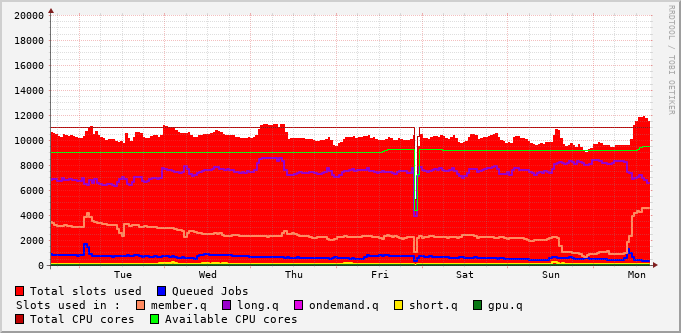 RRDTOOL / TOBI OETIKER
20000
18000
16000
14000
12000
10000
8000
6000
4000
2000
0
Tue Wed Thu Fri Sat Sun Mon
Total slots used Queued Jobs
Slots used in : member.q long.q ondemand.q short.q gpu.q
Total CPU cores Available CPU cores